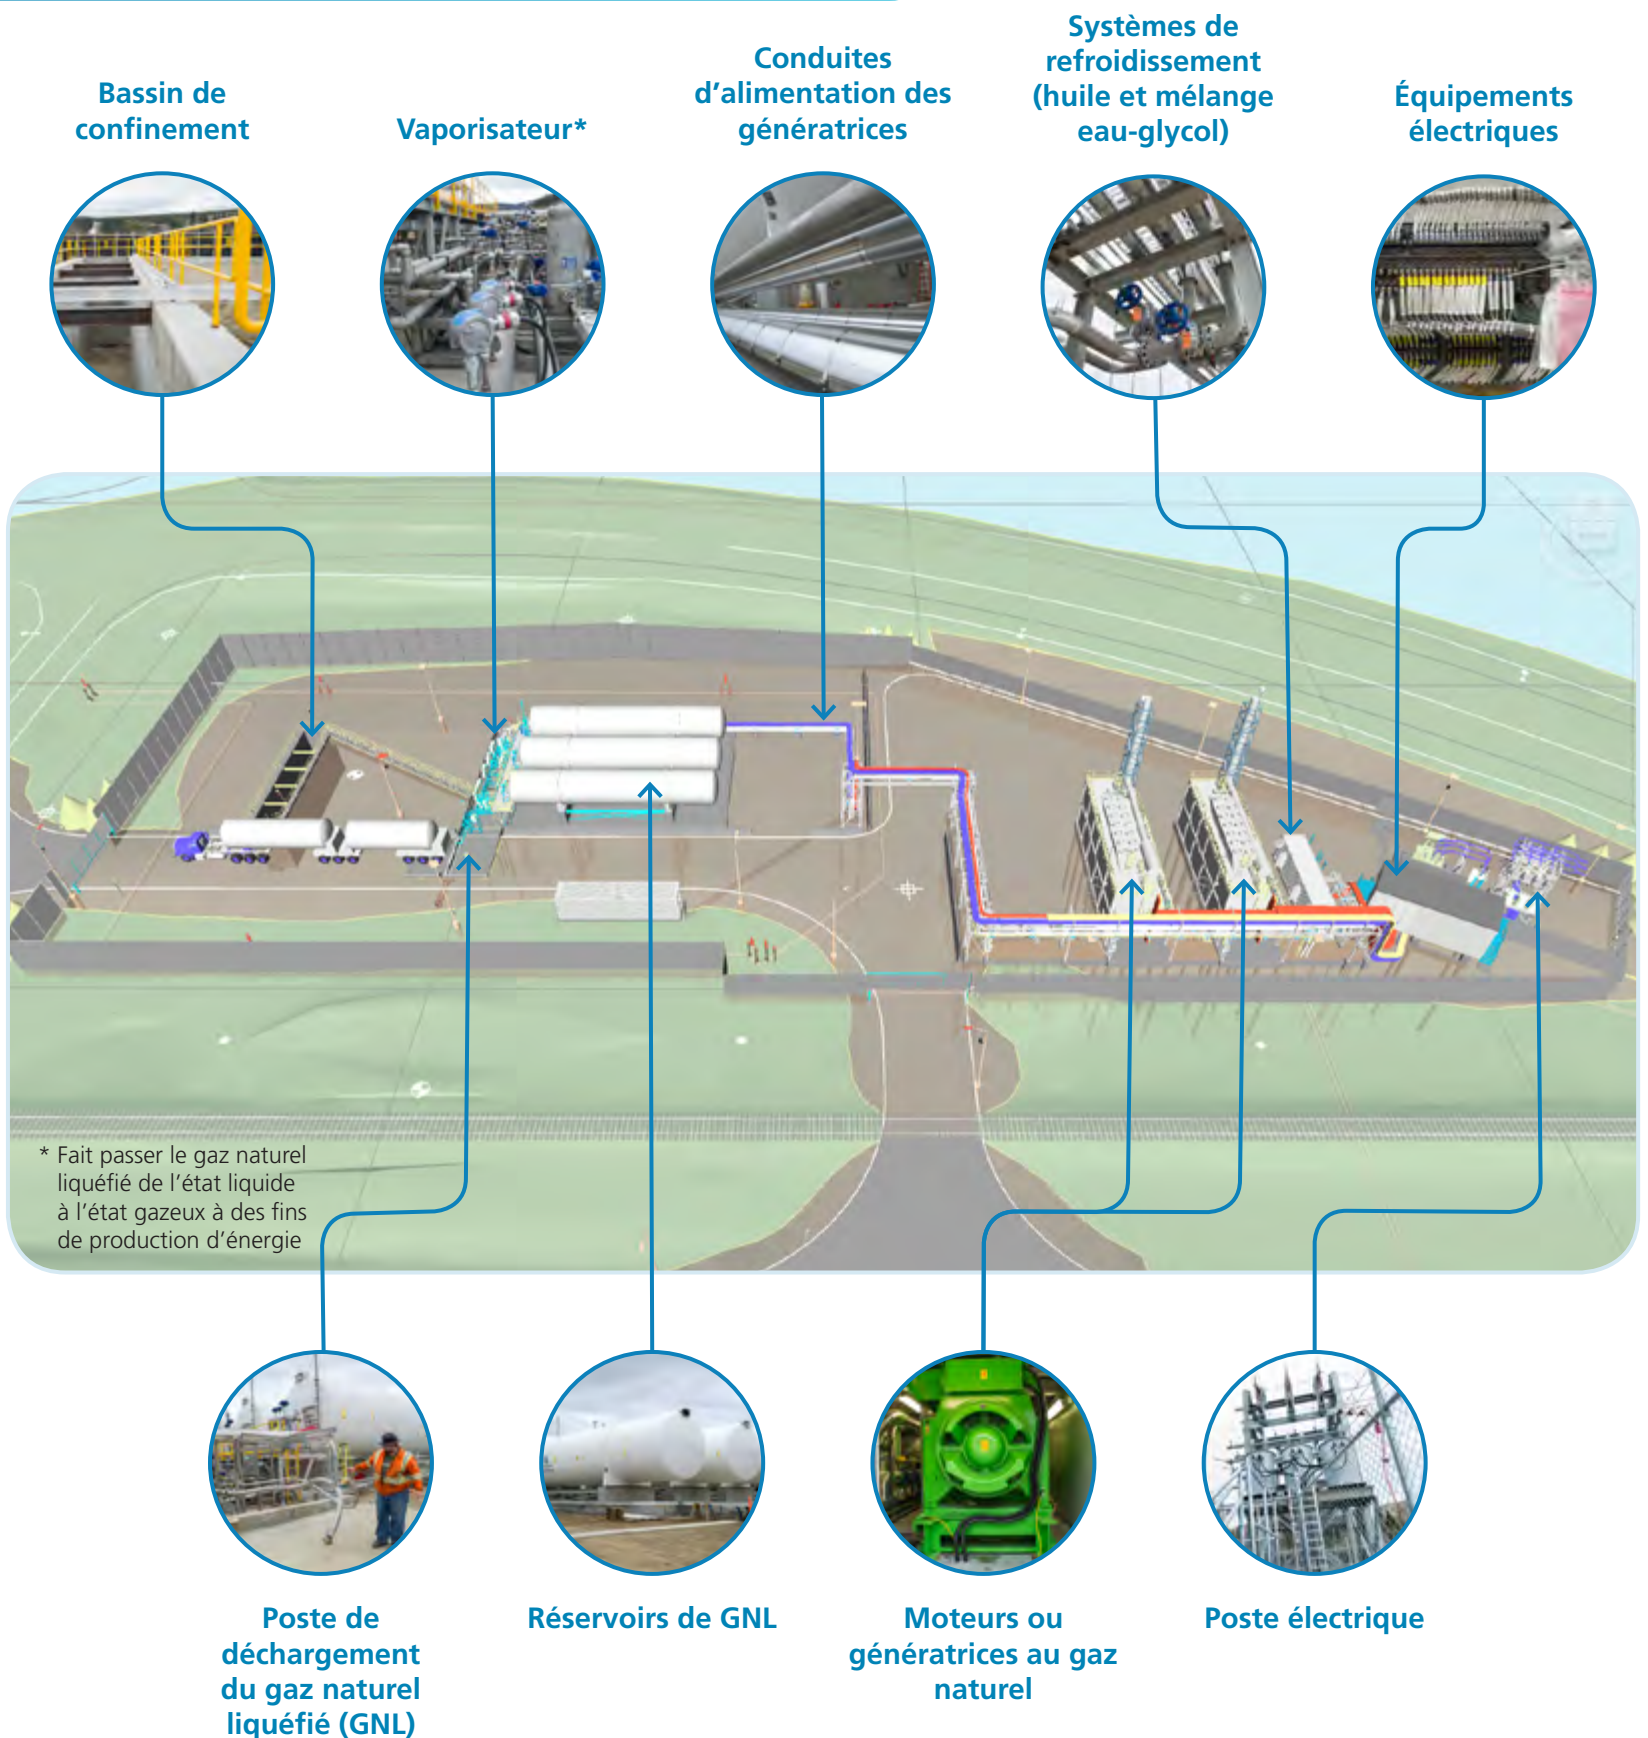 Bassin de
confinement
Vaporisateur*
Conduites
d’alimentation des
génératrices
Systèmes de
refroidissement
(huile et mélange
eau-glycol)
Équipements
électriques
* Fait passer le gaz naturel
liquéfié de l’état liquide
à l’état gazeux à des fins
de production d’énergie
Poste de
déchargement
du gaz naturel
liquéfié (GNL)
Réservoirs de GNL
Moteurs ou
génératrices au gaz
naturel
Poste électrique